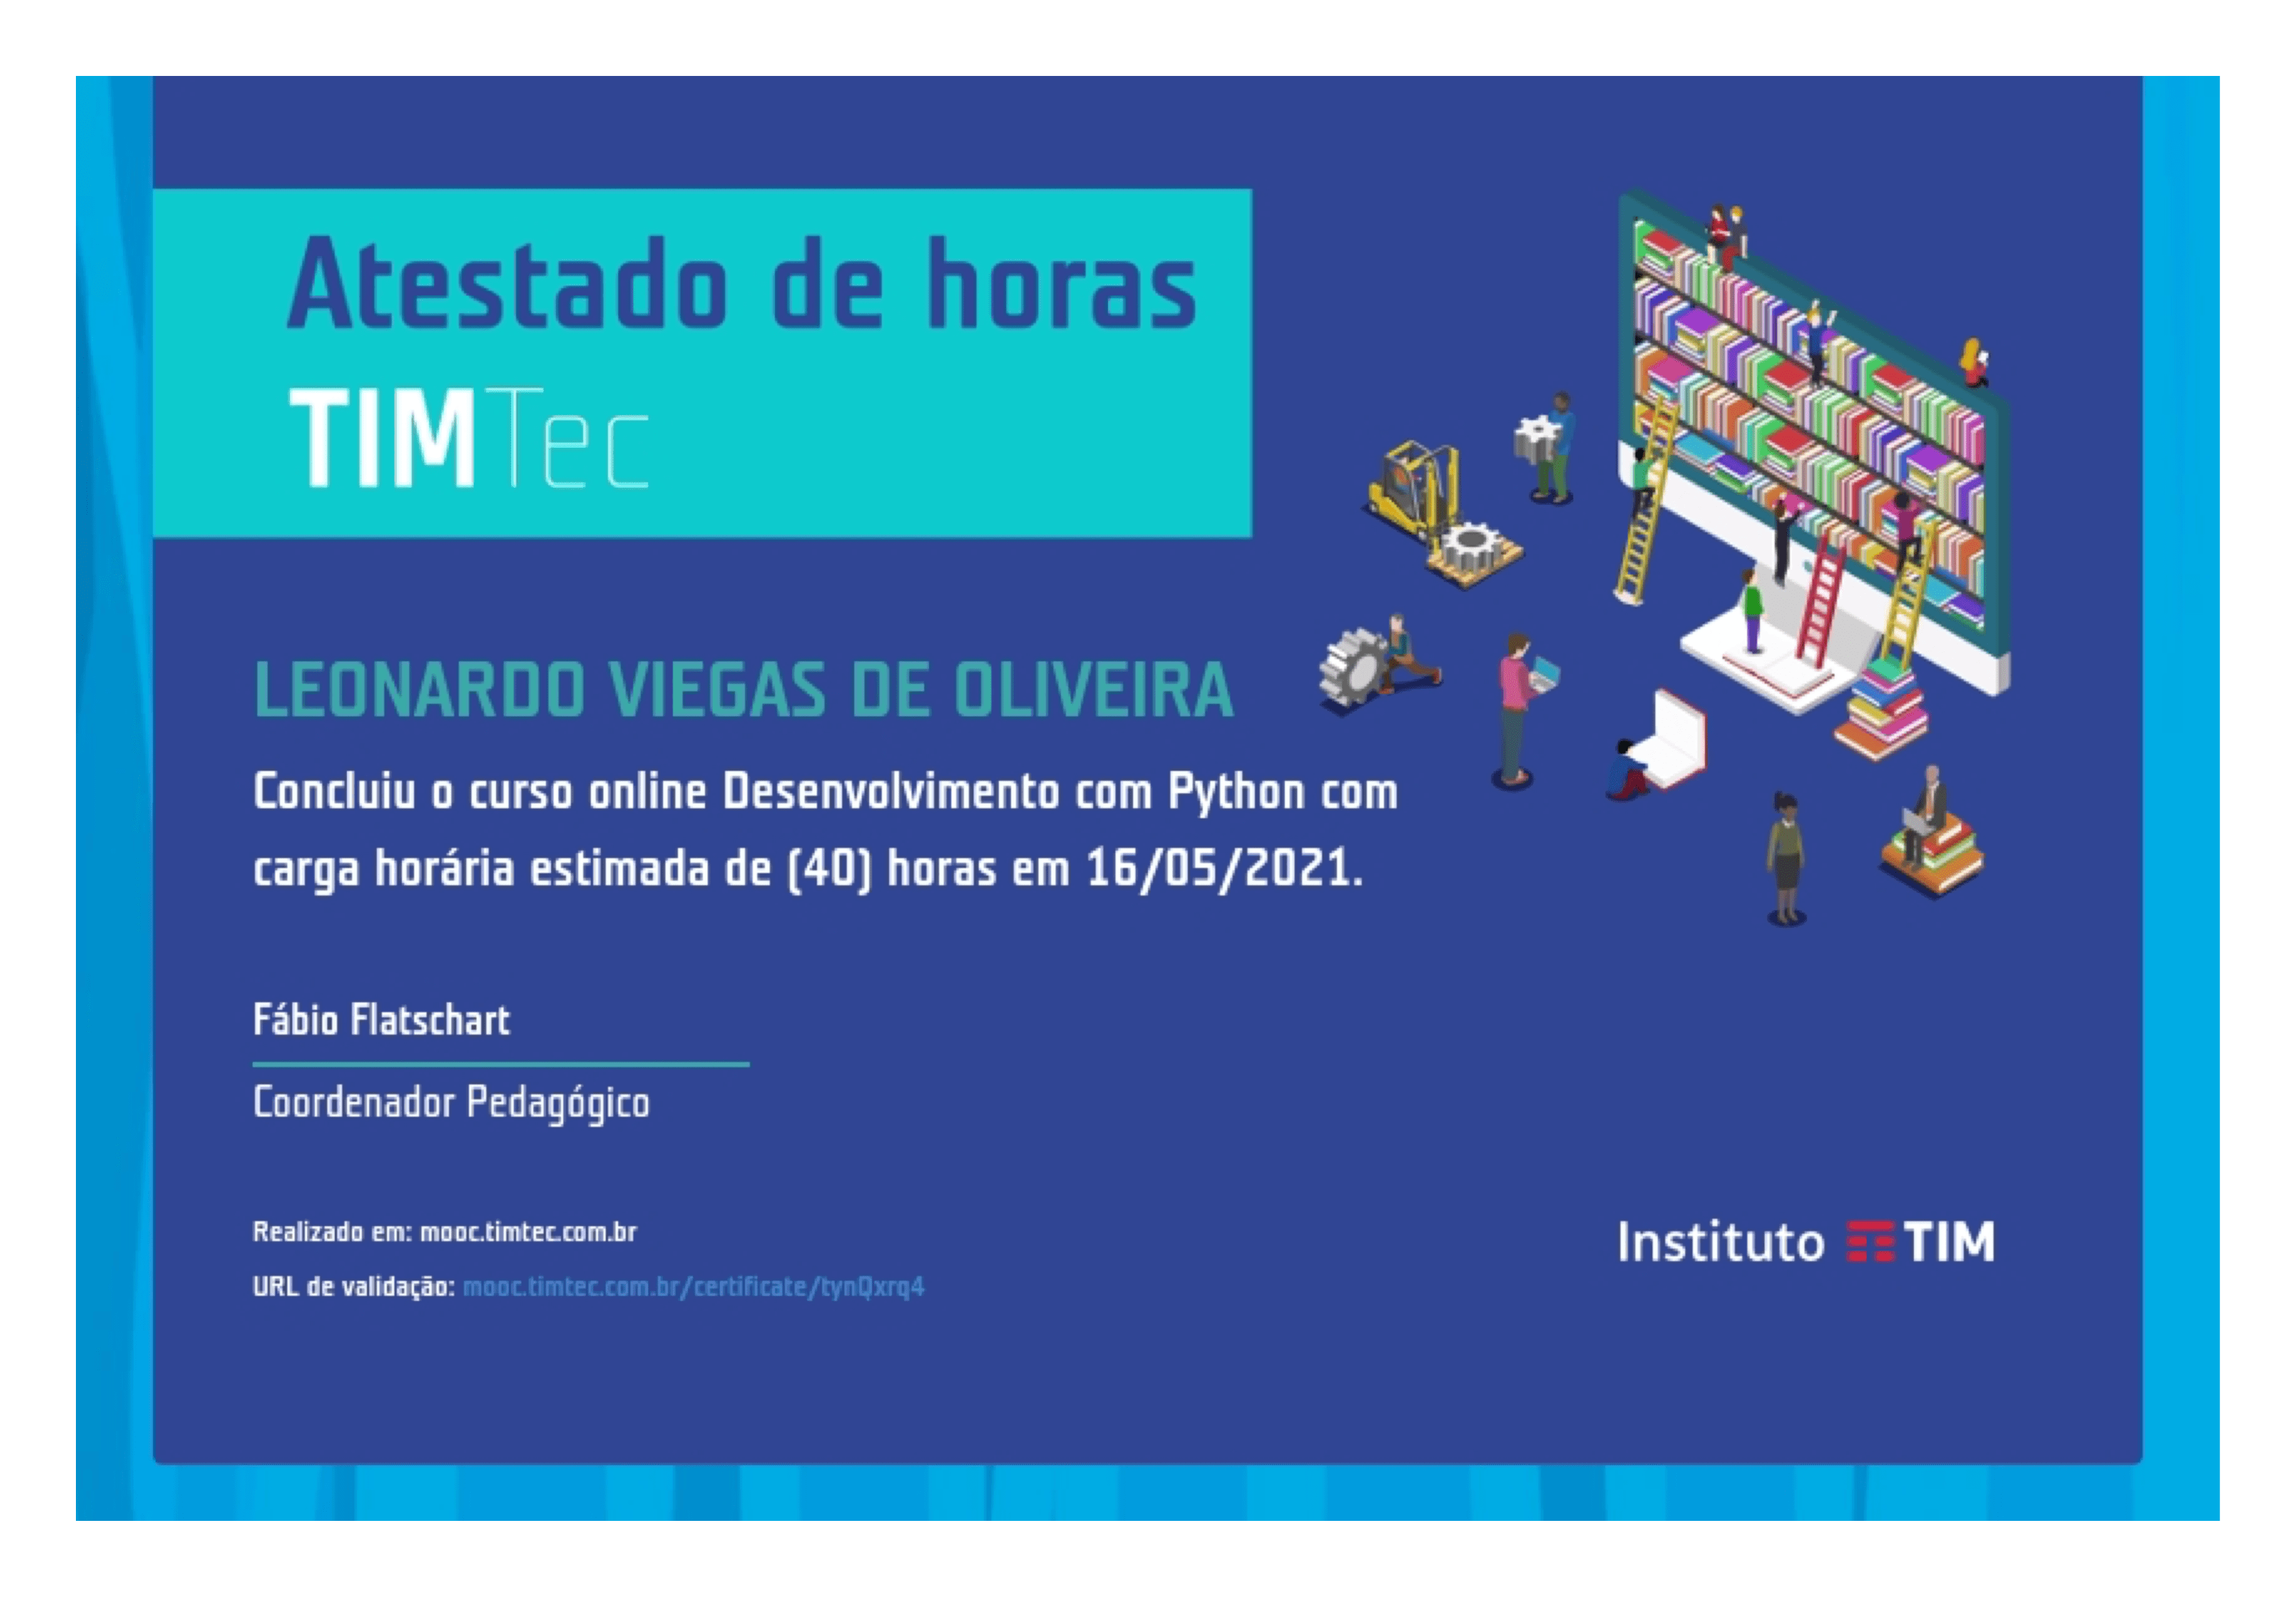 Atestado de horas
TIMTec
LEONARDO VIEGAS DE OLIVEIRA
Concluiu o curso online Desenvolvimento com Python com
carga horária estimada de (40) horas em 16/05/2021.
Fábio Flatschart
Coordenador Pedagógico
Realizado em: mooc.timtec.com.br
URL de validação: mooc.timtec.com.br/certificate/tynQxrq4
Instituto TIM